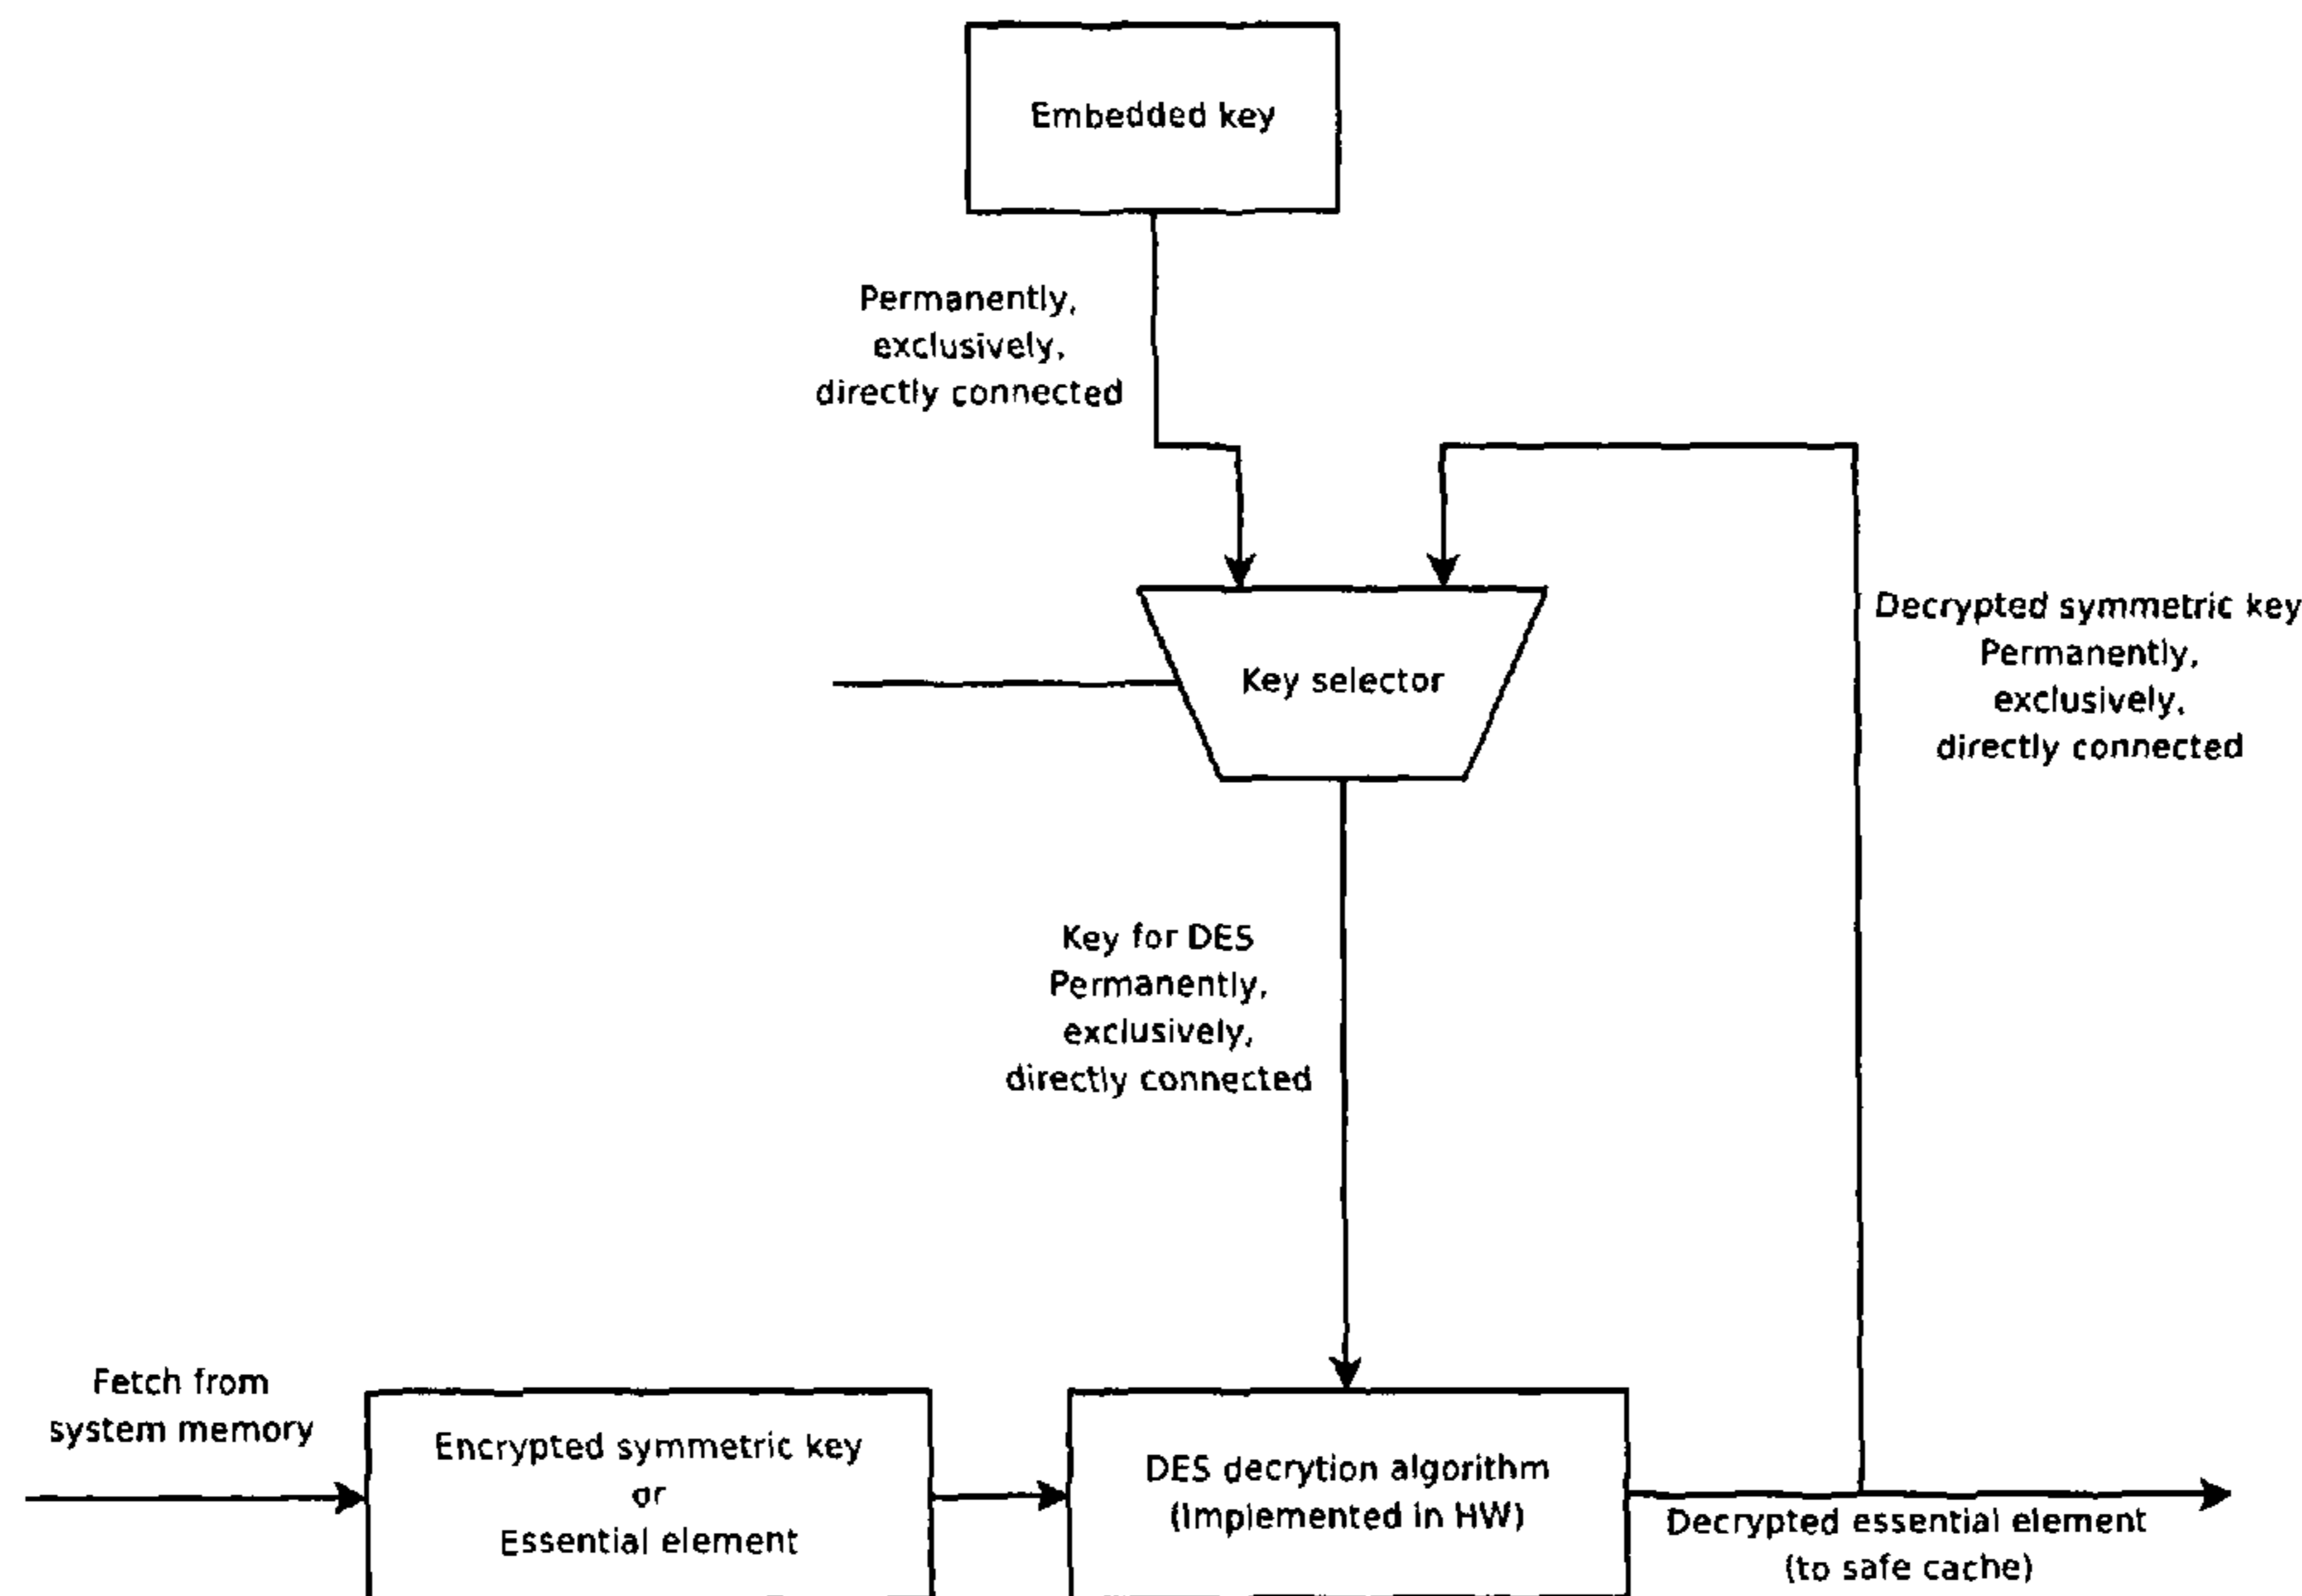 Embedded key
Permanently,
exclusively,
directly connected
Key selector
Decrypted symmetric key
Permanently,
exclusively,
directly connected
Key for DES
Permanently,
exclusively,
directly connected
Fetch from
system memory
Encrypted symmetric key
or
Essential element
DES decrytion algorithm
(Implemented in HW)
Decrypted essential element
(to safe cache)